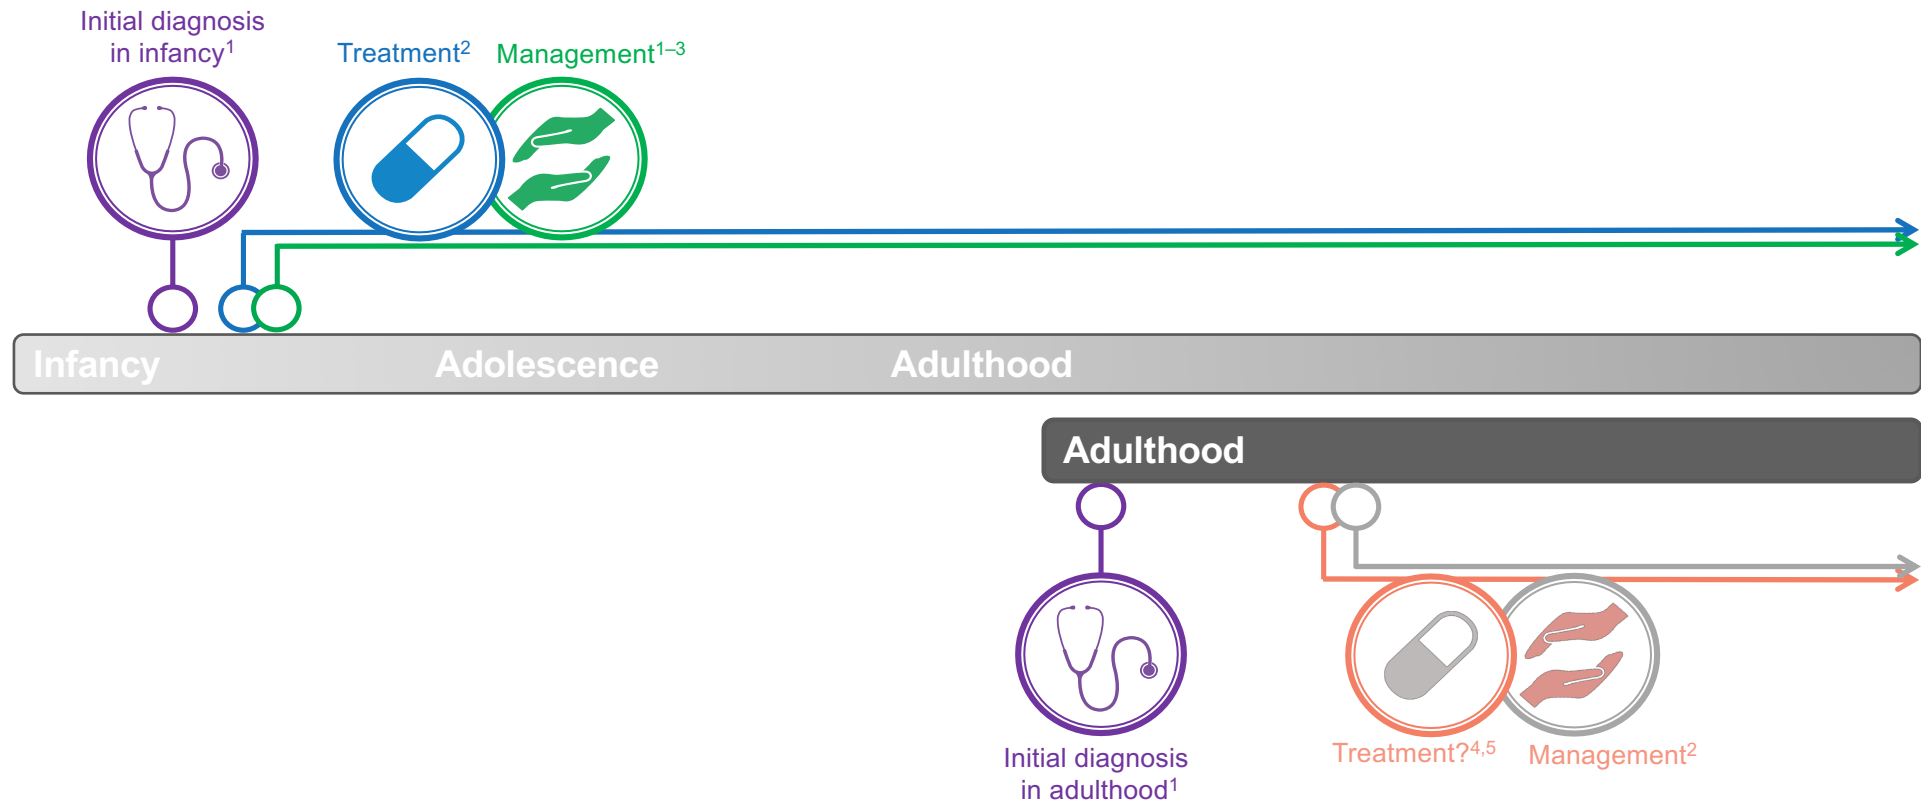 Initial diagnosis
in infancy¹
Treatment²
Management¹⁻³
Infancy
Adolescence
Adulthood
Adulthood
Initial diagnosis
in adulthood¹
Treatment?⁴,⁵
Management²